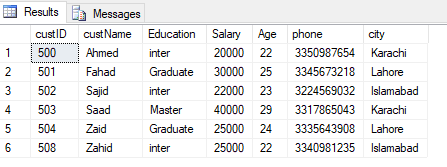 Results Messages
custID custName Education Salary Age phone city
1 500 Ahmed inter 20000 22 3350987654 Karachi
2 501 Fahad Graduate 30000 25 3345673218 Lahore
3 502 Sajid inter 22000 23 3224569032 Islamabad
4 503 Saad Master 40000 29 3317865043 Karachi
5 504 Zaid Graduate 25000 24 3335643908 Lahore
6 508 Zahid inter 25000 22 3340981235 Islamabad